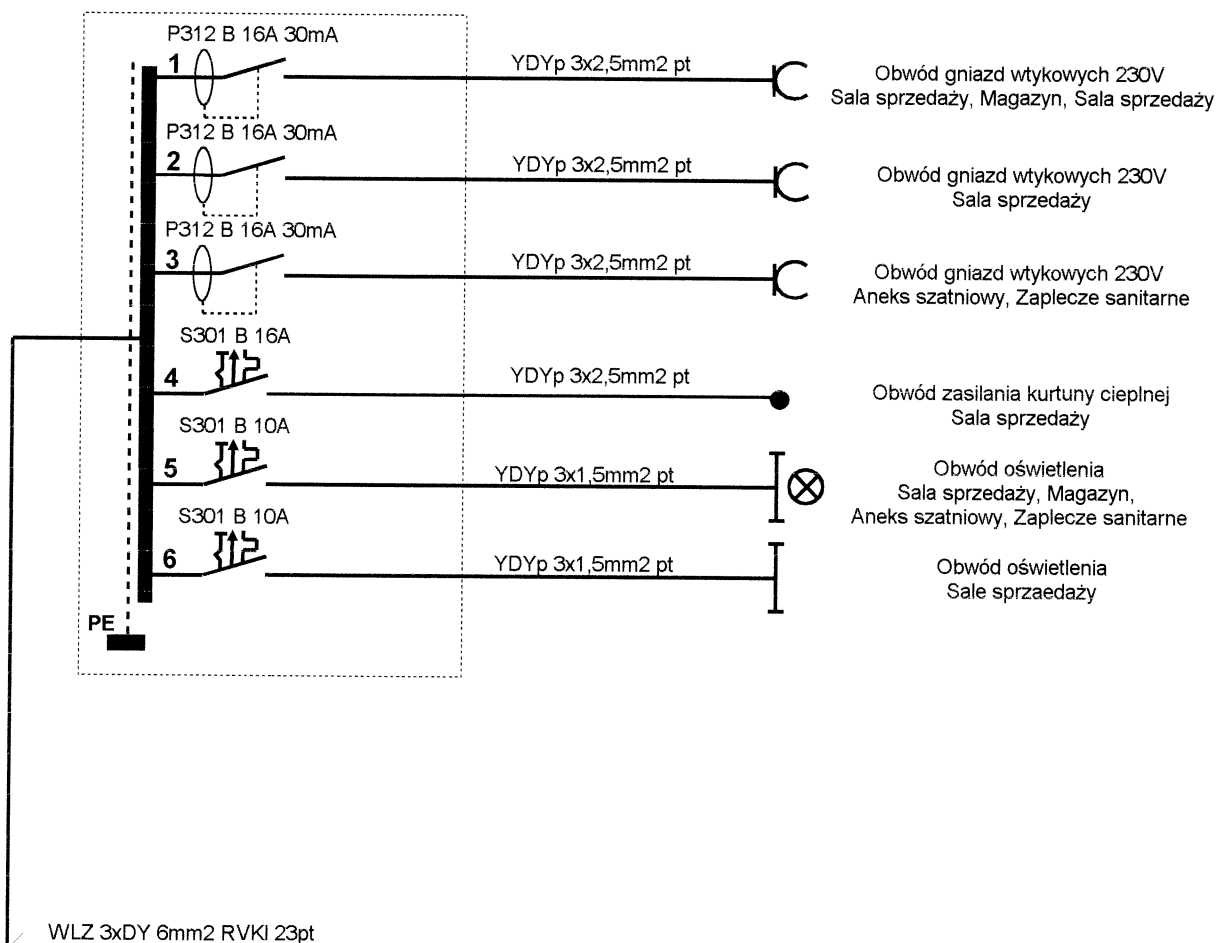 P312 B 16A 30mA
1
YDYp 3x2,5mm2 pt
Obwód gniazd wtykowych 230V
Sala sprzedaży, Magazyn, Sala sprzedaży
P312 B 16A 30mA
2
YDYp 3x2,5mm2 pt
Obwód gniazd wtykowych 230V
Sala sprzedaży
P312 B 16A 30mA
3
YDYp 3x2,5mm2 pt
Obwód gniazd wtykowych 230V
Aneks szatniowy, Zaplecze sanitarne
S301 B 16A
4
YDYp 3x2,5mm2 pt
Obwód zasilania kurtuny cieplnej
Sala sprzedaży
S301 B 10A
5
YDYp 3x1,5mm2 pt
Obwód oświetlenia
Sala sprzedaży, Magazyn,
Aneks szatniowy, Zaplecze sanitarne
S301 B 10A
6
YDYp 3x1,5mm2 pt
Obwód oświetlenia
Sale sprzaedaży
PE
WLZ 3xDY 6mm2 RVKI 23pt